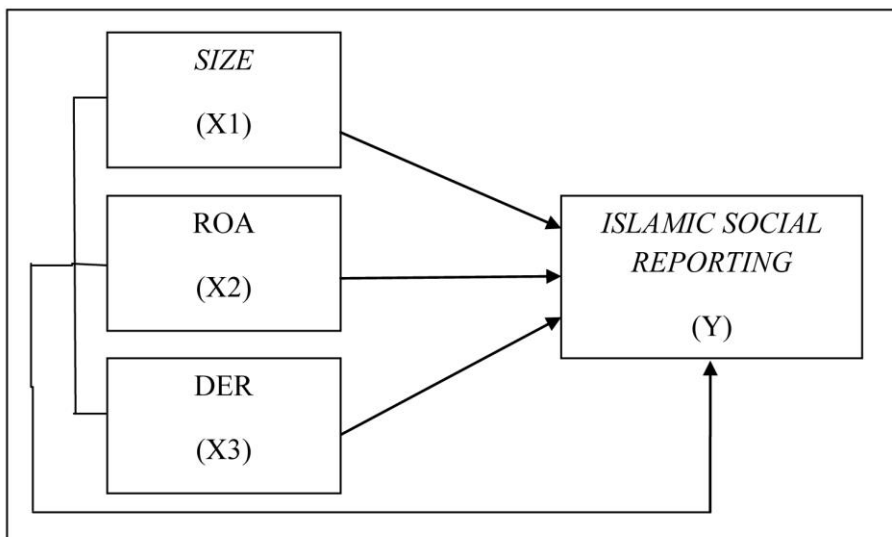 SIZE
(X1)
ROA
(X2)
DER
(X3)
ISLAMIC SOCIAL
REPORTING
(Y)